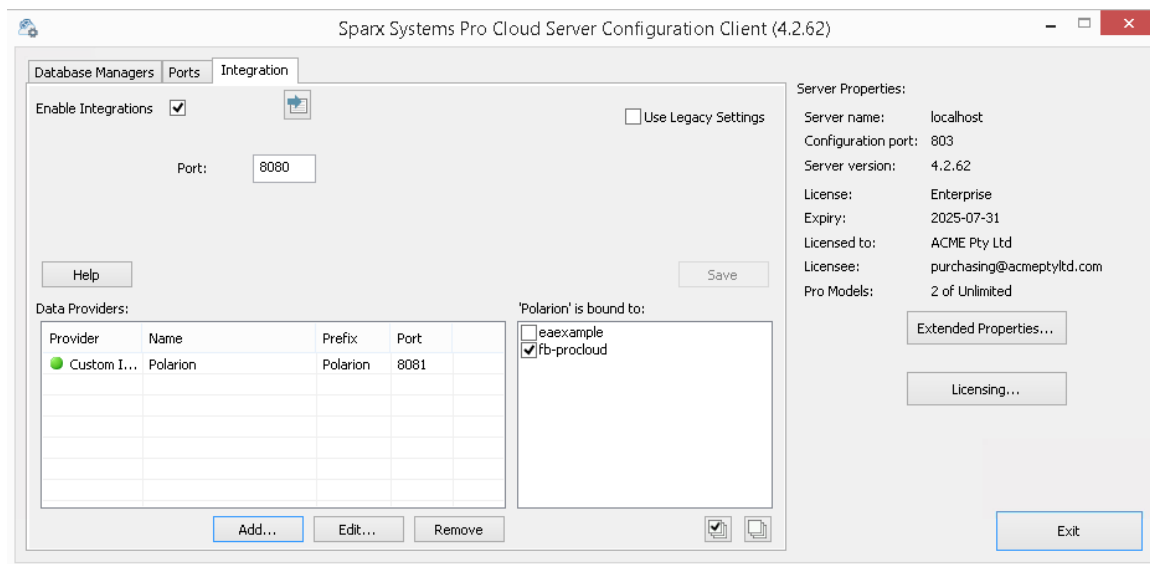 Sparx Systems Pro Cloud Server Configuration Client (4.2.62)
Database Managers Ports Integration
Enable Integrations
Use Legacy Settings
Port: 8080
Help
Save
Data Providers:
Provider Name Prefix Port
Custom I... Polarion Polarion 8081
Add... Edit... Remove
'Polarion' is bound to:
eaexample
fb-procloud
Server Properties:
Server name: localhost
Configuration port: 803
Server version: 4.2.62
License: Enterprise
Expiry: 2025-07-31
Licensed to: ACME Pty Ltd
Licensee: purchasing@acmeptyltd.com
Pro Models: 2 of Unlimited
Extended Properties...
Licensing...
Exit